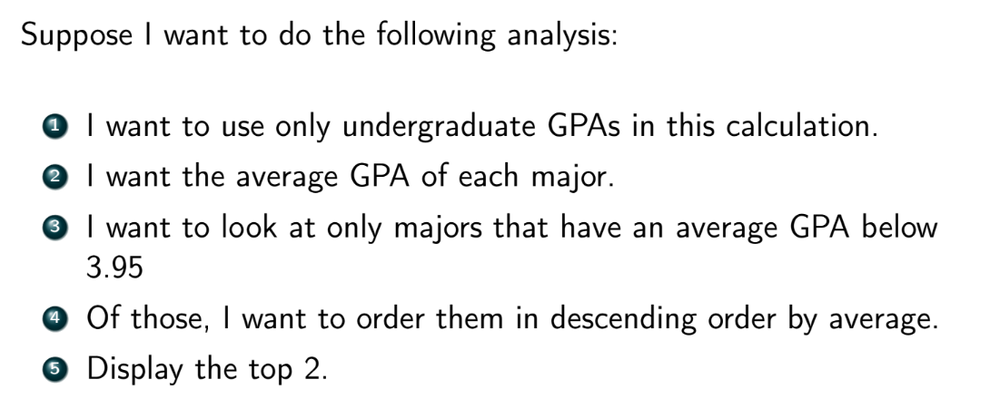 Suppose I want to do the following analysis:
1 I want to use only undergraduate GPAs in this calculation.
2 I want the average GPA of each major.
3 I want to look at only majors that have an average GPA below
3.95
4 Of those, I want to order them in descending order by average.
5 Display the top 2.